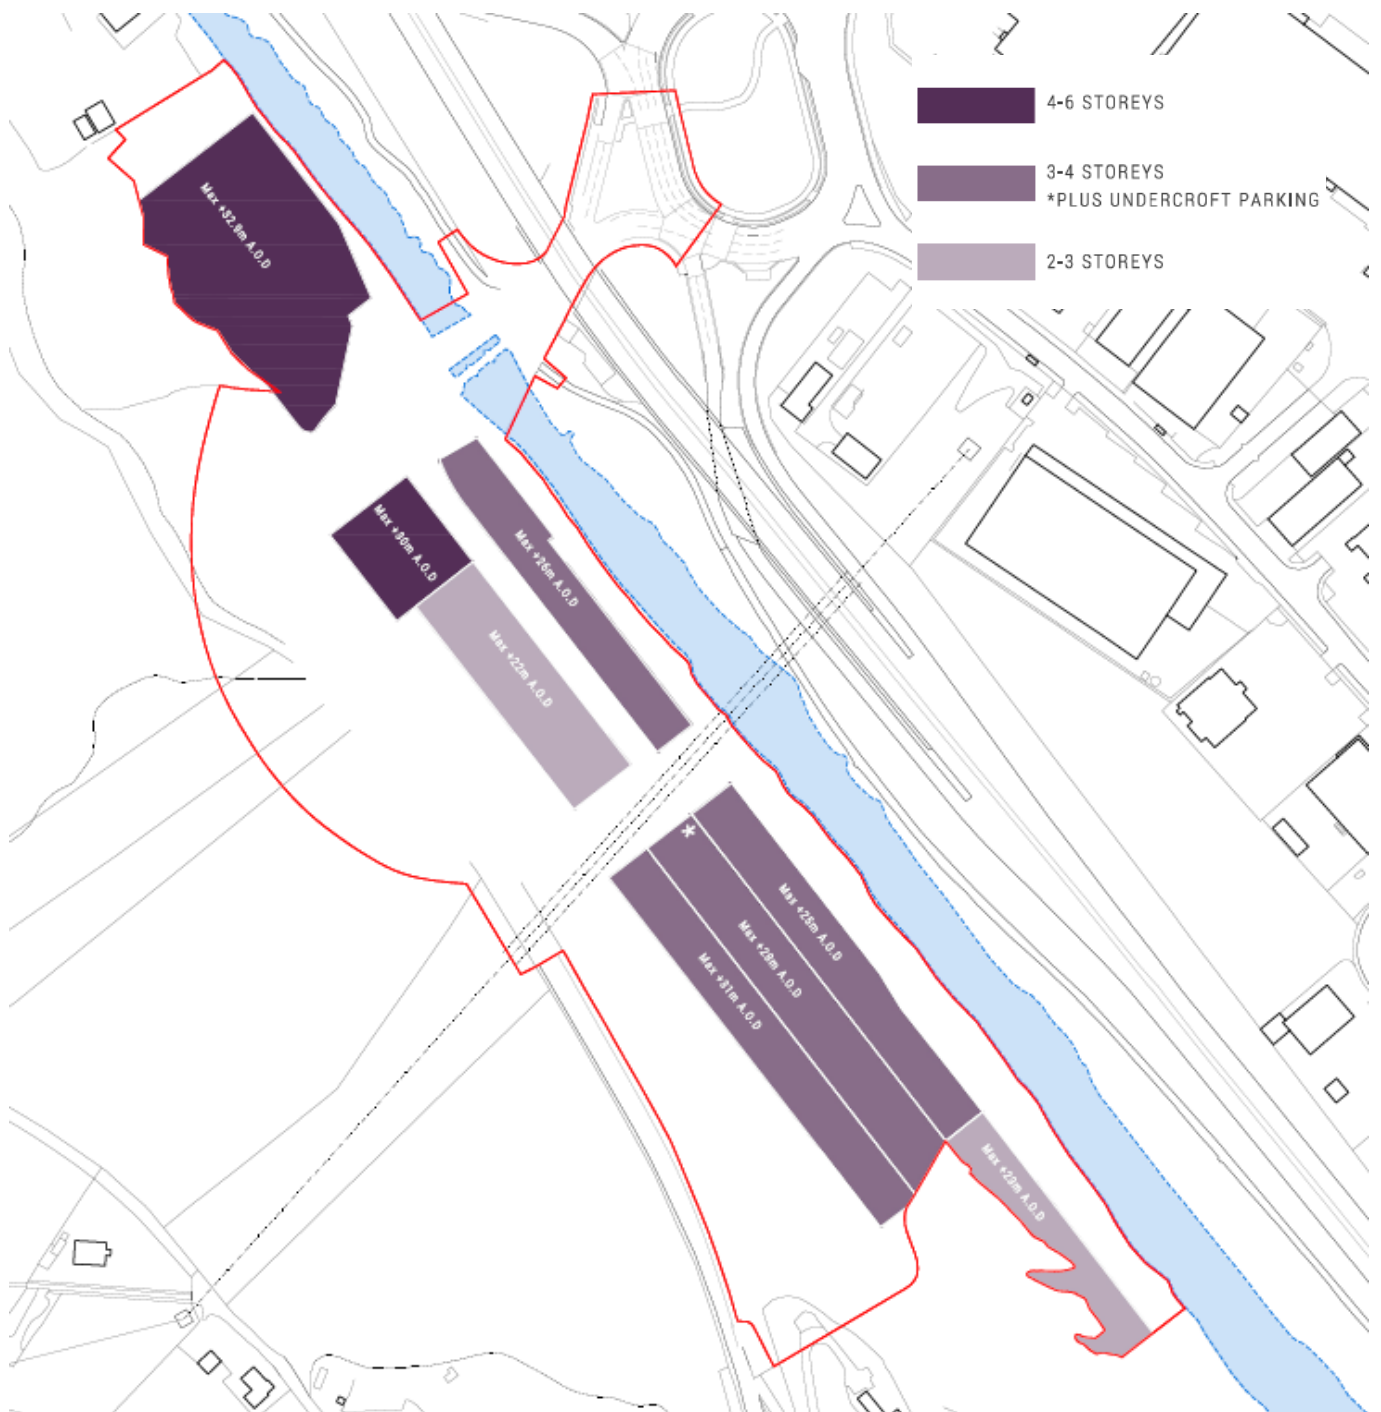 4-6 STOREYS
3-4 STOREYS
*PLUS UNDERCROFT PARKING
2-3 STOREYS
Max +32.9m A.O.D
Max +30m A.O.D
Max +26m A.O.D
Max +22m A.O.D
*
Max +25m A.O.D
Max +29m A.O.D
Max +31m A.O.D
Max +23m A.O.D